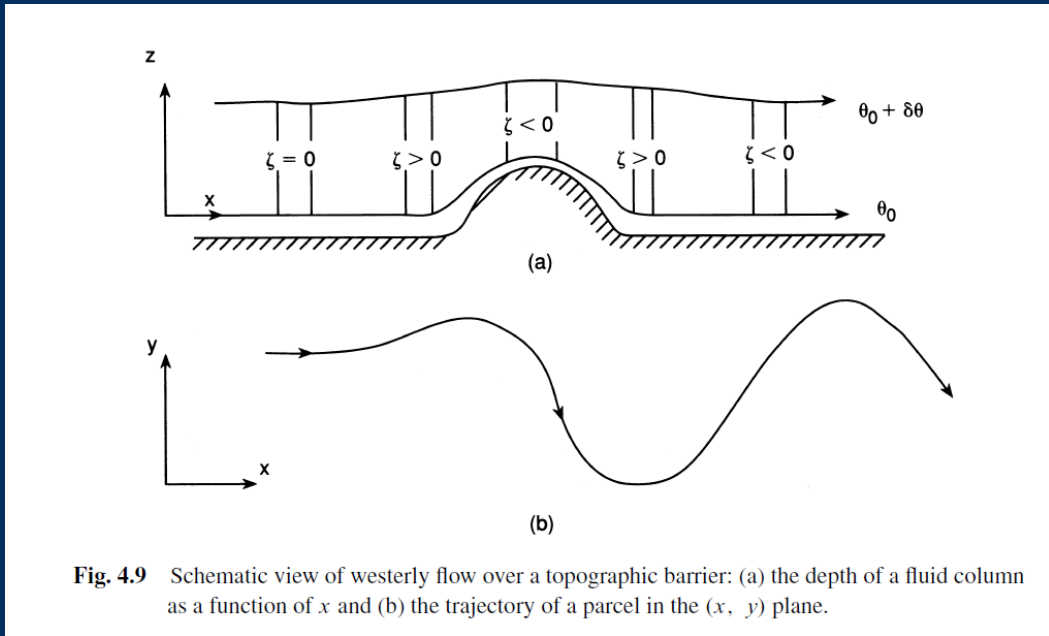 z
θ₀ + δθ
ζ < 0
ζ = 0
ζ > 0
ζ > 0
ζ < 0
x
θ₀
(a)
y
x
(b)
Fig. 4.9 Schematic view of westerly flow over a topographic barrier: (a) the depth of a fluid column
as a function of x and (b) the trajectory of a parcel in the (x, y) plane.